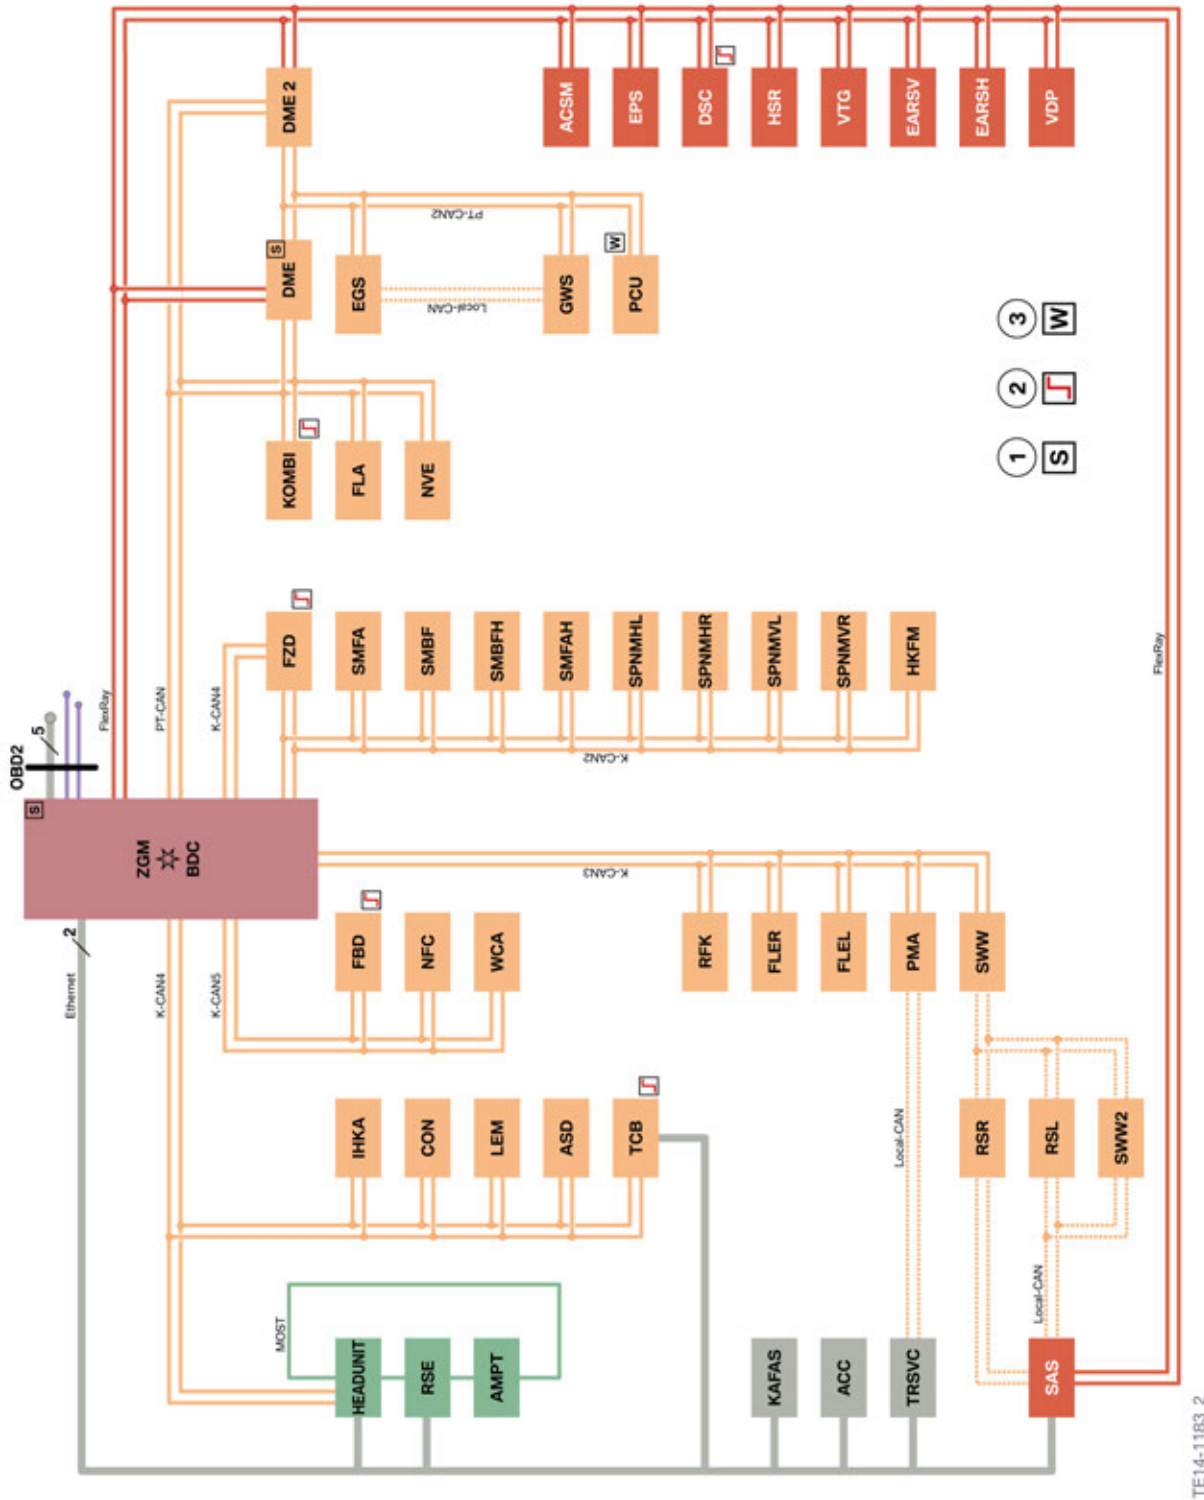 OBD2
S
5
2
Ethernet
FlexRay
ZGM
K-CAN4
PT-CAN
BDC
K-CAN5
K-CAN4
MOST
S
FZD
KOMBI
DME
DME 2
HEADUNIT
IHKA
FBD
SMFA
FLA
EGS
RSE
CON
NFC
SMBF
NVE
Local-CAN
PT-CAN2
AMPT
LEM
WCA
SMBFH
ASD
SMFAH
GWS
ACSM
K-CAN3
K-CAN2
W
TCB
SPNMHL
PCU
EPS
RFK
SPNMHR
DSC
KAFAS
FLER
SPNMVL
HSR
ACC
FLEL
SPNMVR
VTG
Local-CAN
TRSVC
PMA
HKFM
EARSV
RSR
SWW
EARSH
1
2
3
Local-CAN
SAS
RSL
VDP
S
W
SWW2
FlexRay
TE14-1183_2